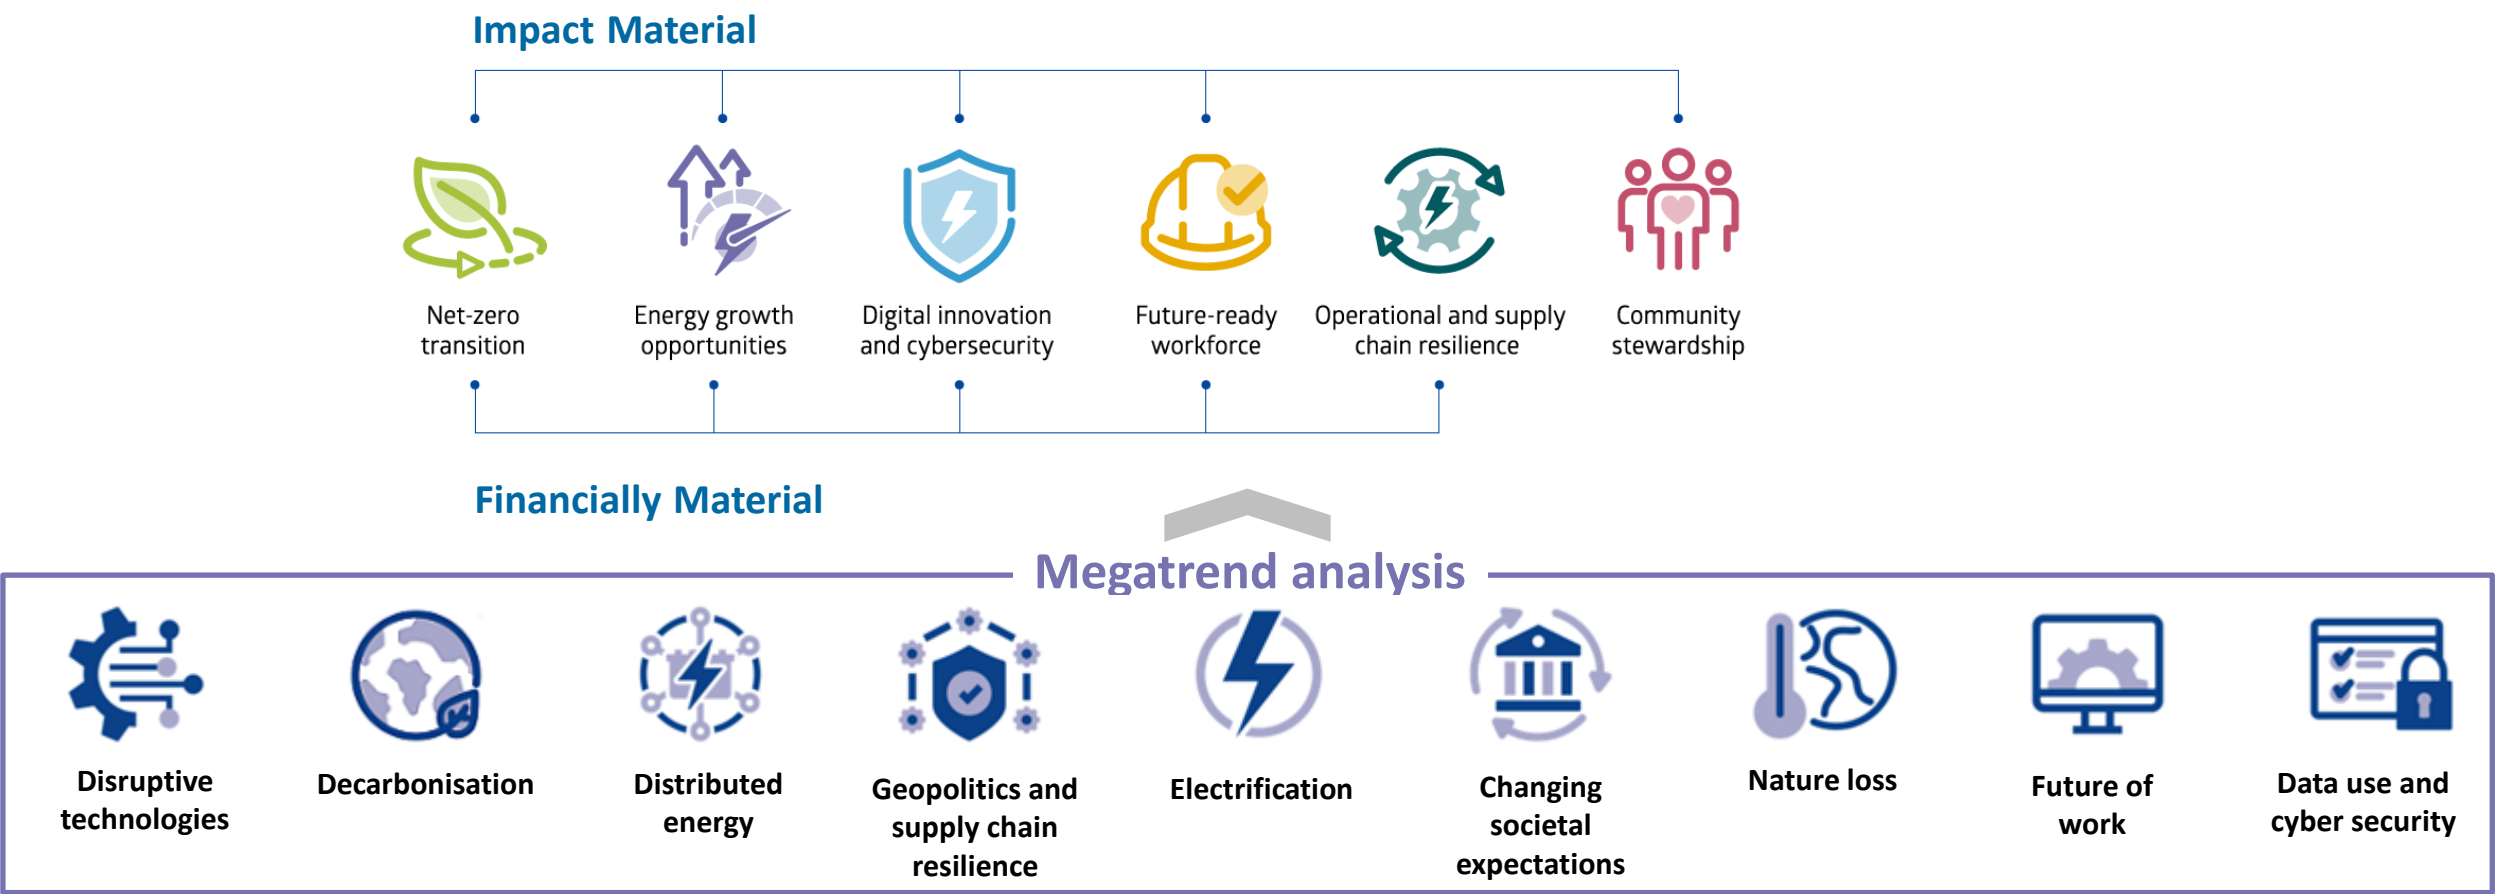 Impact Material
Net-zero
transition
Energy growth
opportunities
Digital innovation
and cybersecurity
Future-ready
workforce
Operational and supply
chain resilience
Community
stewardship
Financially Material
Megatrend analysis
Disruptive
technologies
Decarbonisation
Distributed
energy
Geopolitics and
supply chain
resilience
Electrification
Changing
societal
expectations
Nature loss
Future of
work
Data use and
cyber security